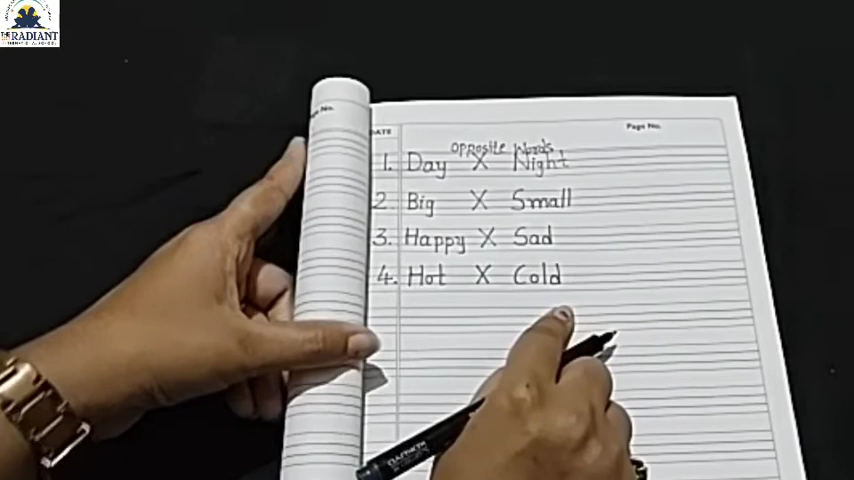 THE RADIANT
Page No.
DATE
Page No.
Opposite Words
1. Day X Night
2. Big X Small
3. Happy X Sad
4. Hot X Cold